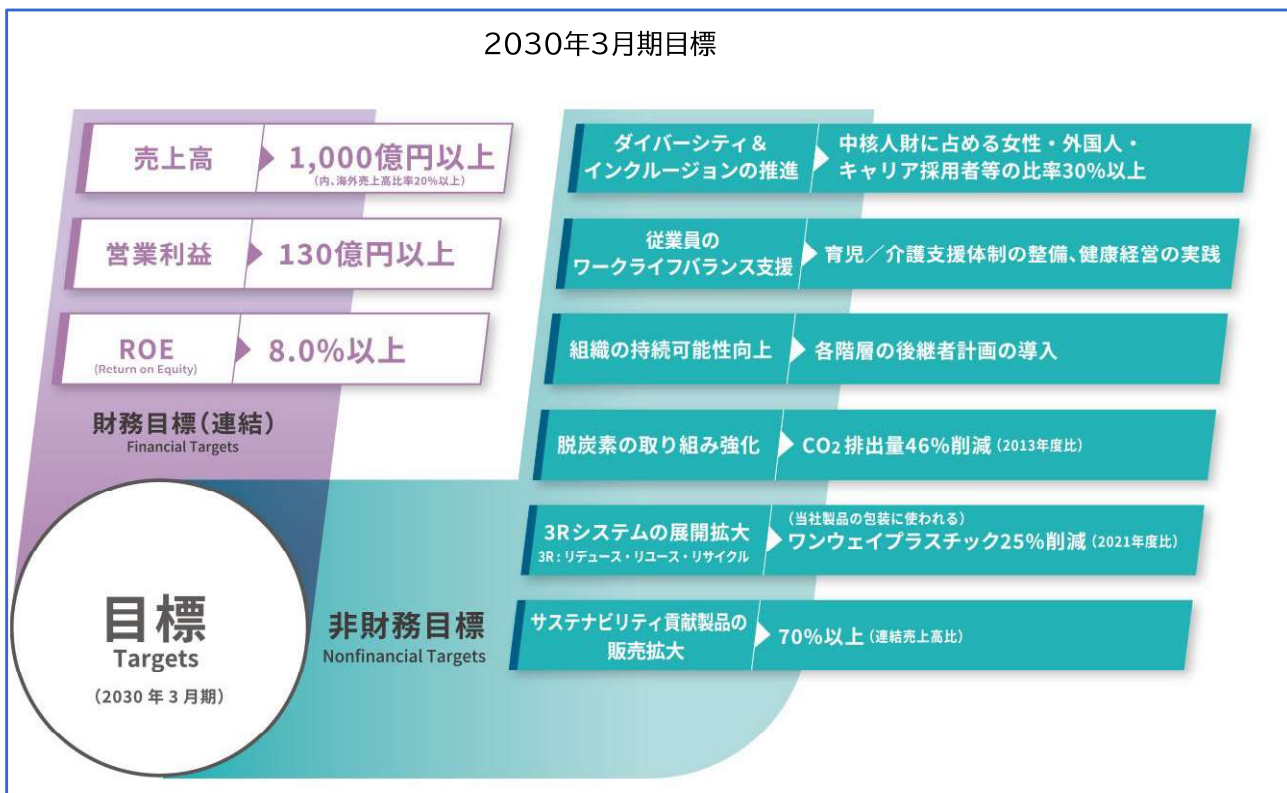 2030年3月期目標
売上高
1,000億円以上
(内、海外売上高比率20%以上)
営業利益
130億円以上
ROE
(Return on Equity)
8.0%以上
財務目標(連結)
Financial Targets
目標
Targets
(2030年3月期)
非財務目標
Nonfinancial Targets
ダイバーシティ&
インクルージョンの推進
中核人財に占める女性・外国人・
キャリア採用者等の比率30%以上
従業員の
ワークライフバランス支援
育児／介護支援体制の整備、健康経営の実践
組織の持続可能性向上
各階層の後継者計画の導入
脱炭素の取り組み強化
CO2排出量46%削減(2013年度比)
3Rシステムの展開拡大
3R:リデュース・リユース・リサイクル
(当社製品の包装に使われる)
ワンウェイプラスチック25%削減(2021年度比)
サステナビリティ貢献製品の
販売拡大
70%以上(連結売上高比)